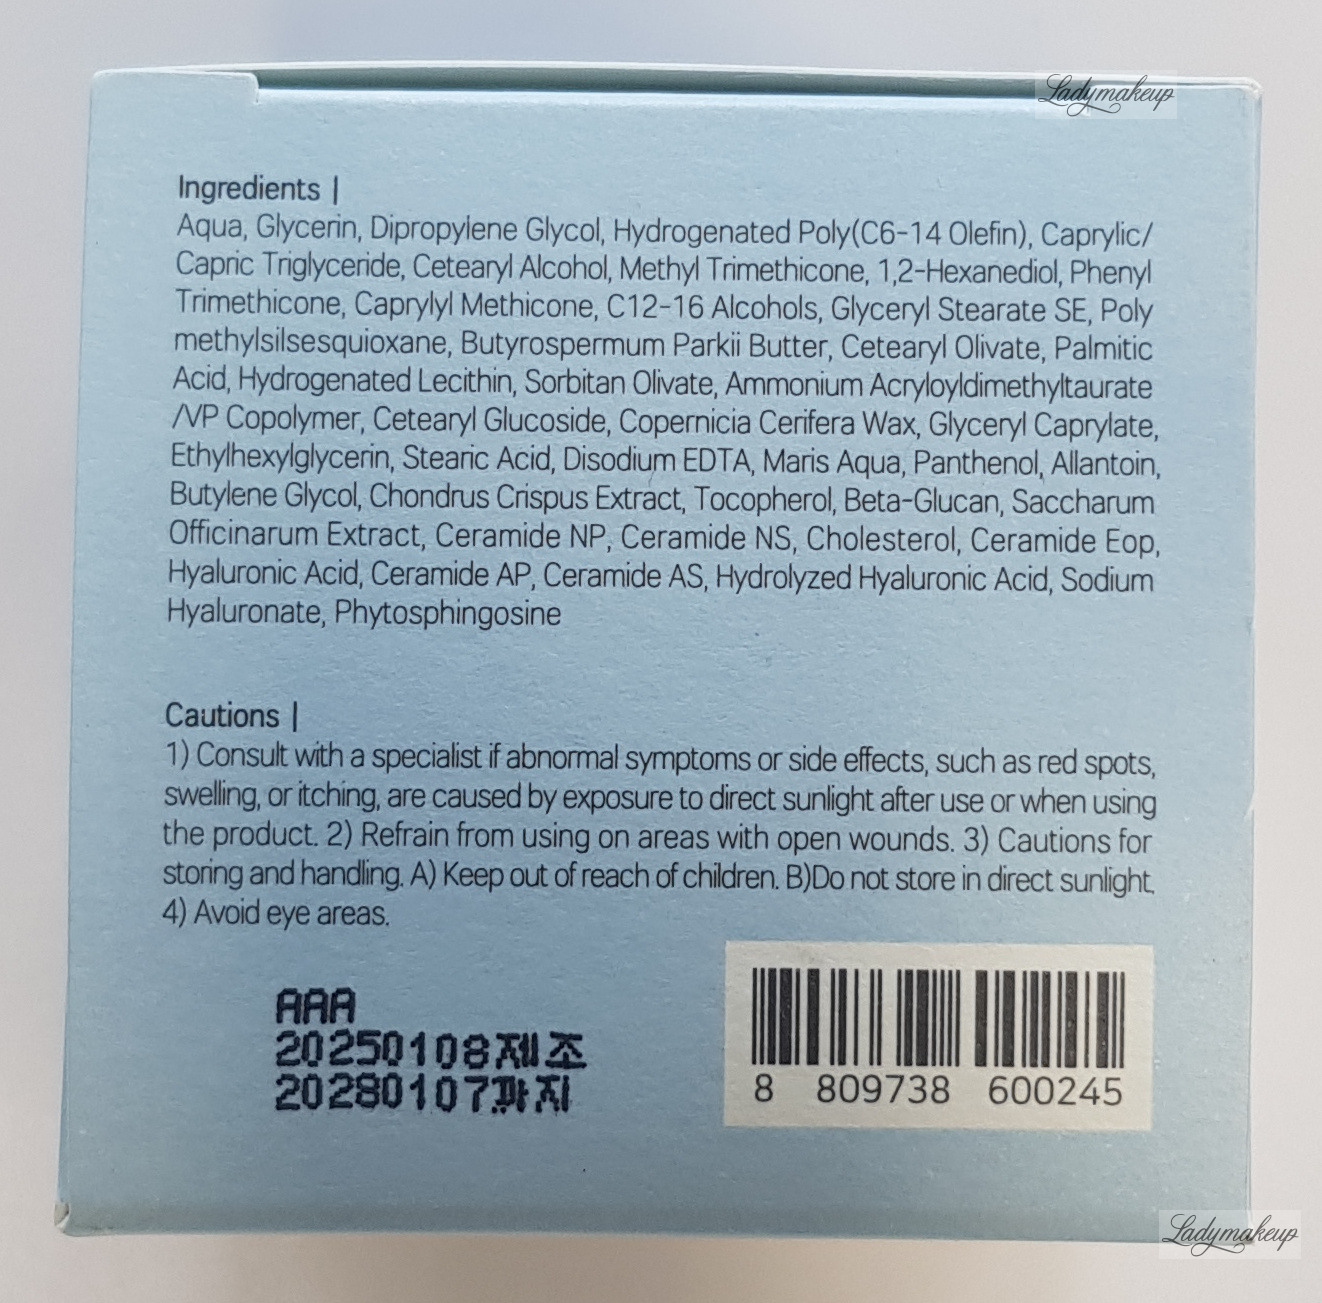 Ladymakeup
Ingredients |
Aqua, Glycerin, Dipropylene Glycol, Hydrogenated Poly(C6-14 Olefin), Caprylic/
Capric Triglyceride, Cetearyl Alcohol, Methyl Trimethicone, 1,2-Hexanediol, Phenyl
Trimethicone, Caprylyl Methicone, C12-16 Alcohols, Glyceryl Stearate SE, Poly
methylsilsesquioxane, Butyrospermum Parkii Butter, Cetearyl Olivate, Palmitic
Acid, Hydrogenated Lecithin, Sorbitan Olivate, Ammonium Acryloyldimethyltaurate
/VP Copolymer, Cetearyl Glucoside, Copernicia Cerifera Wax, Glyceryl Caprylate,
Ethylhexylglycerin, Stearic Acid, Disodium EDTA, Maris Aqua, Panthenol, Allantoin,
Butylene Glycol, Chondrus Crispus Extract, Tocopherol, Beta-Glucan, Saccharum
Officinarum Extract, Ceramide NP, Ceramide NS, Cholesterol, Ceramide Eop,
Hyaluronic Acid, Ceramide AP, Ceramide AS, Hydrolyzed Hyaluronic Acid, Sodium
Hyaluronate, Phytosphingosine
Cautions |
1) Consult with a specialist if abnormal symptoms or side effects, such as red spots,
swelling, or itching, are caused by exposure to direct sunlight after use or when using
the product. 2) Refrain from using on areas with open wounds. 3) Cautions for
storing and handling. A) Keep out of reach of children. B)Do not store in direct sunlight.
4) Avoid eye areas.
AAA
20250108제조
20280107까지
8 809738 600245
Ladymakeup